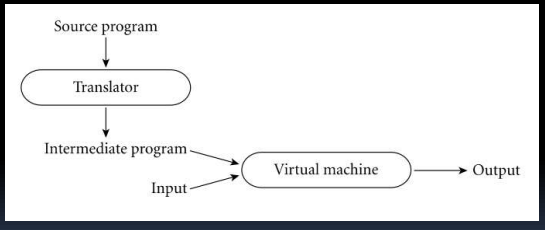 Source program
Translator
Intermediate program
Input
Virtual machine
Output